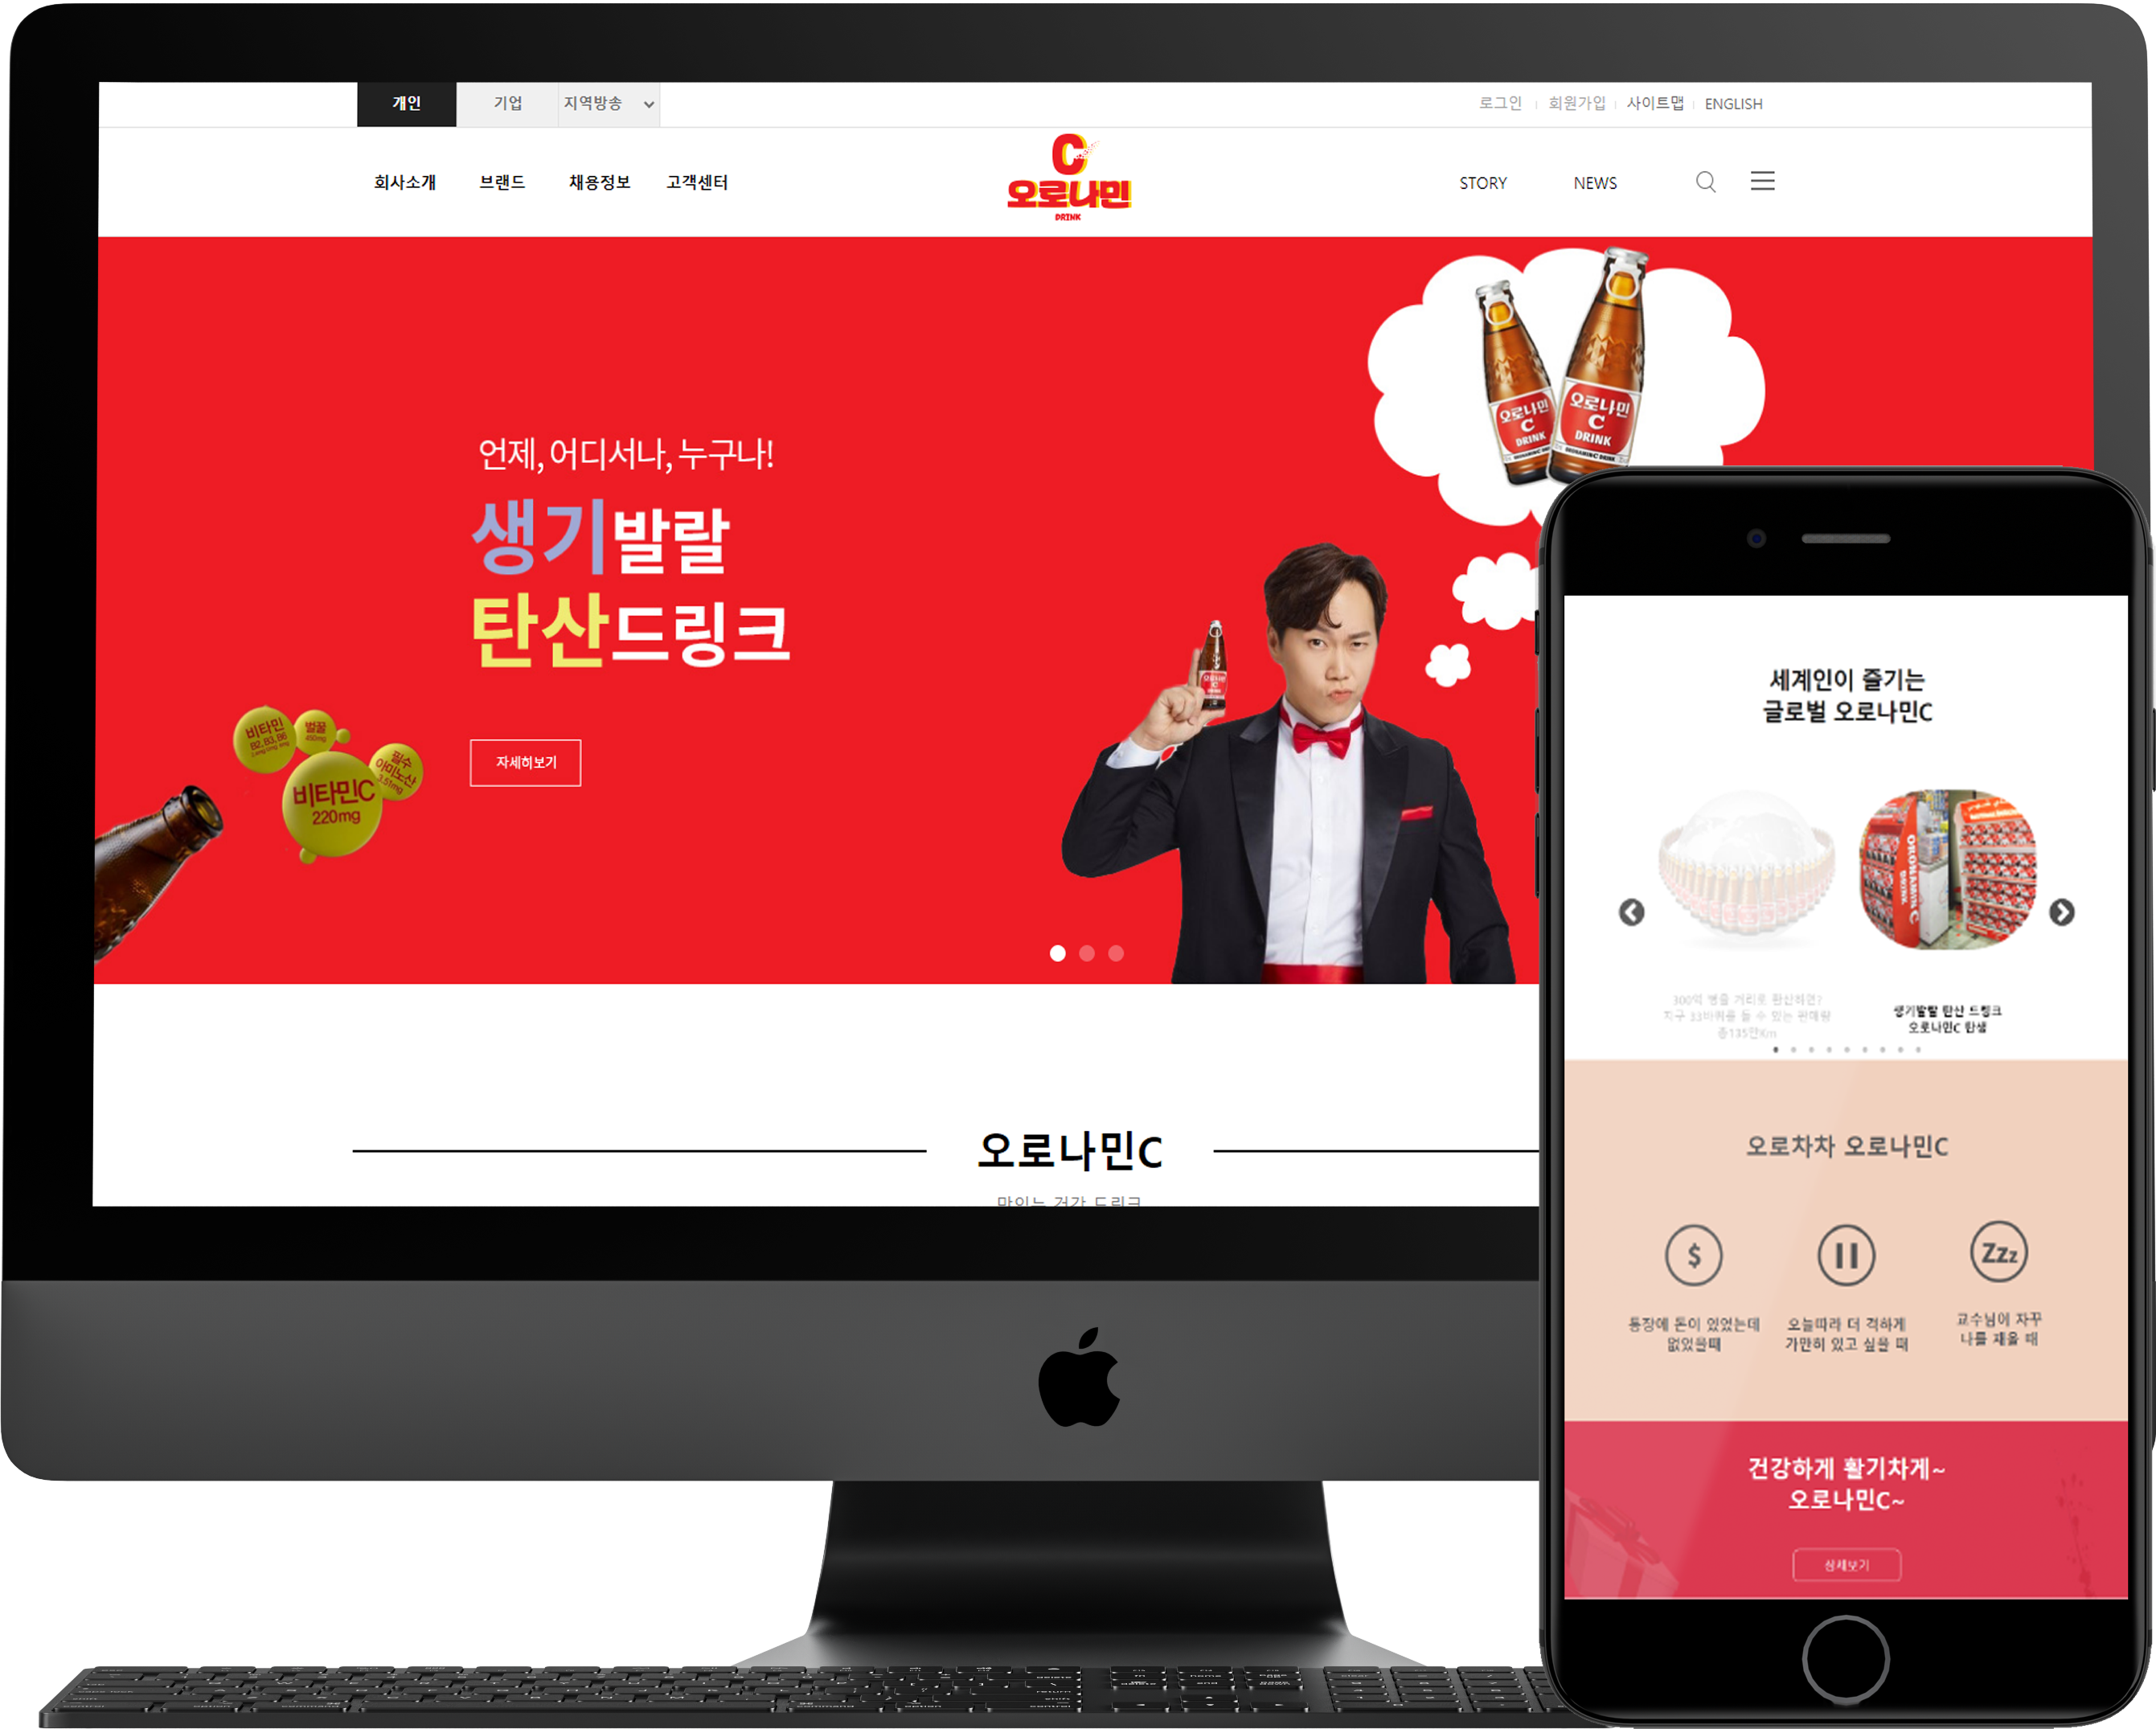 개인
기업
지역방송
로그인
회원가입
사이트맵
ENGLISH
회사소개
브랜드
채용정보
고객센터
C
오로나민
DRINK
STORY
NEWS
언제, 어디서나, 누구나!
생기발랄
탄산드링크
자세히보기
비타민
B2, B3, B6
벌꿀
필수
아미노산
3.51mg
비타민C
220mg
오로나민
C
DRINK
오로나민
C
DRINK
오로나민C
세계인이 즐기는
글로벌 오로나민C
ORONAMIN C
300억 병을 거리로 환산하면?
지구 33바퀴를 돌 수 있는 판매량
총135만Km
생기발랄 탄산 드링크
오로나민C 탄생
오로차차 오로나민C
$
Zzz
통장에 돈이 있었는데
없었을때
오늘따라 더 격하게
가만히 있고 싶을 때
교수님이 자꾸
나를 재울 때
건강하게 활기차게~
오로나민C~
상세보기